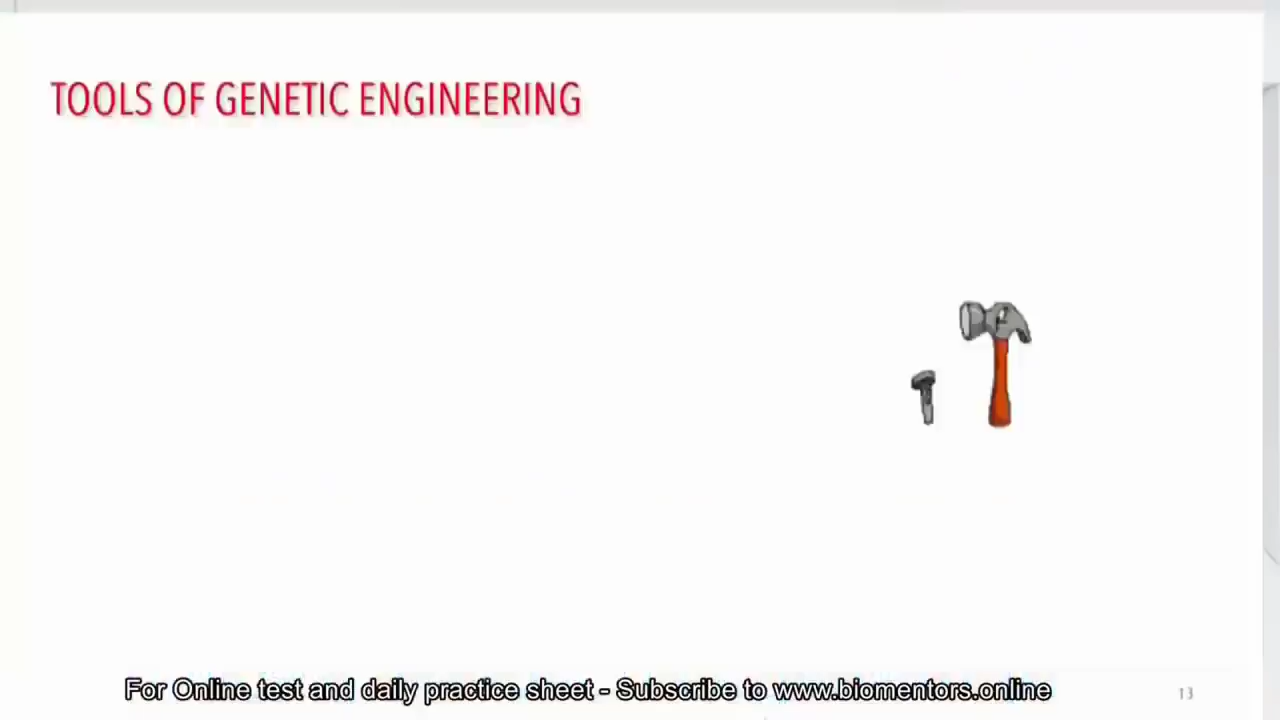 TOOLS OF GENETIC ENGINEERING
For Online test and daily practice sheet - Subscribe to www.biomentors.online
13